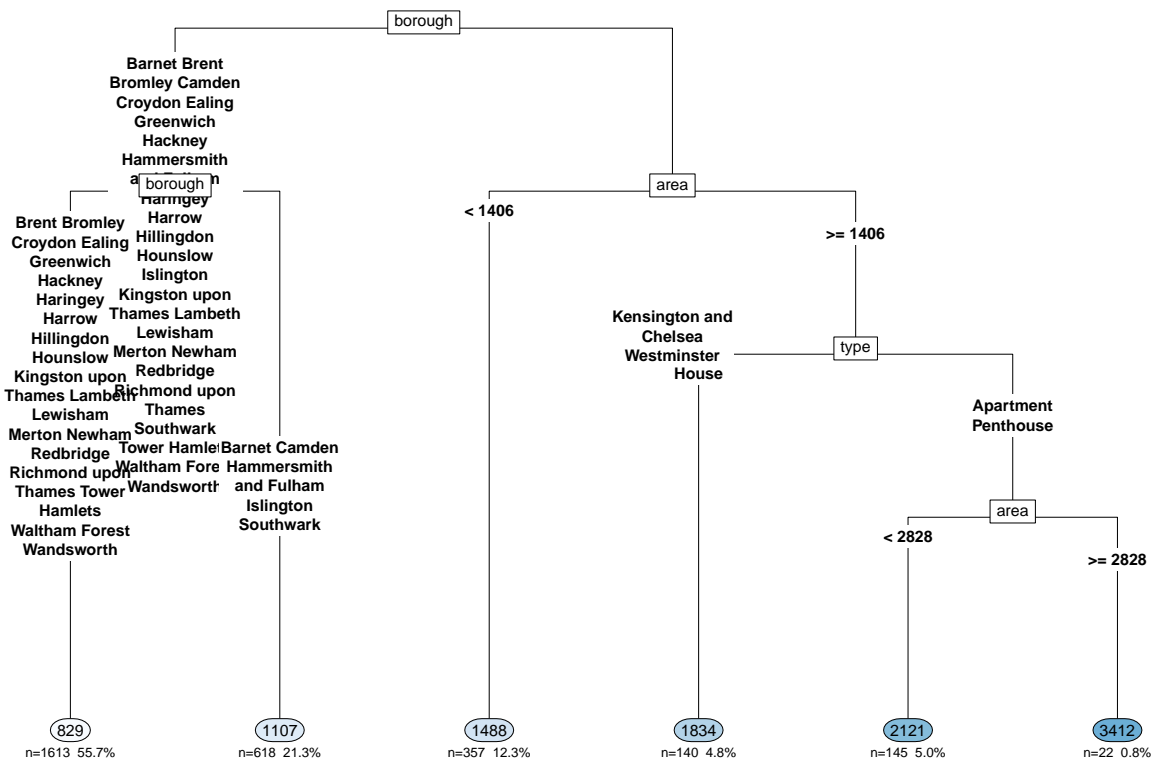 borough
Barnet Brent
Bromley Camden
Croydon Ealing
Greenwich
Hackney
Hammersmith
borough
Haringey
Harrow
Hillingdon
Hounslow
Islington
Kingston upon
Thames Lambeth
Lewisham
Merton Newham
Redbridge
Richmond upon
Thames
Southwark
Tower Hamlet
Waltham Fore
Wandsworth
Brent Bromley
Croydon Ealing
Greenwich
Hackney
Haringey
Harrow
Hillingdon
Hounslow
Kingston upon
Thames Lambeth
Lewisham
Merton Newham
Redbridge
Richmond upon
Thames Tower
Hamlets
Waltham Forest
Wandsworth
Barnet Camden
Hammersmith
and Fulham
Islington
Southwark
area
< 1406
>= 1406
Kensington and
Chelsea
Westminster
House
type
Apartment
Penthouse
area
< 2828
>= 2828
829
n=1613 55.7%
1107
n=618 21.3%
1488
n=357 12.3%
1834
n=140 4.8%
2121
n=145 5.0%
3412
n=22 0.8%